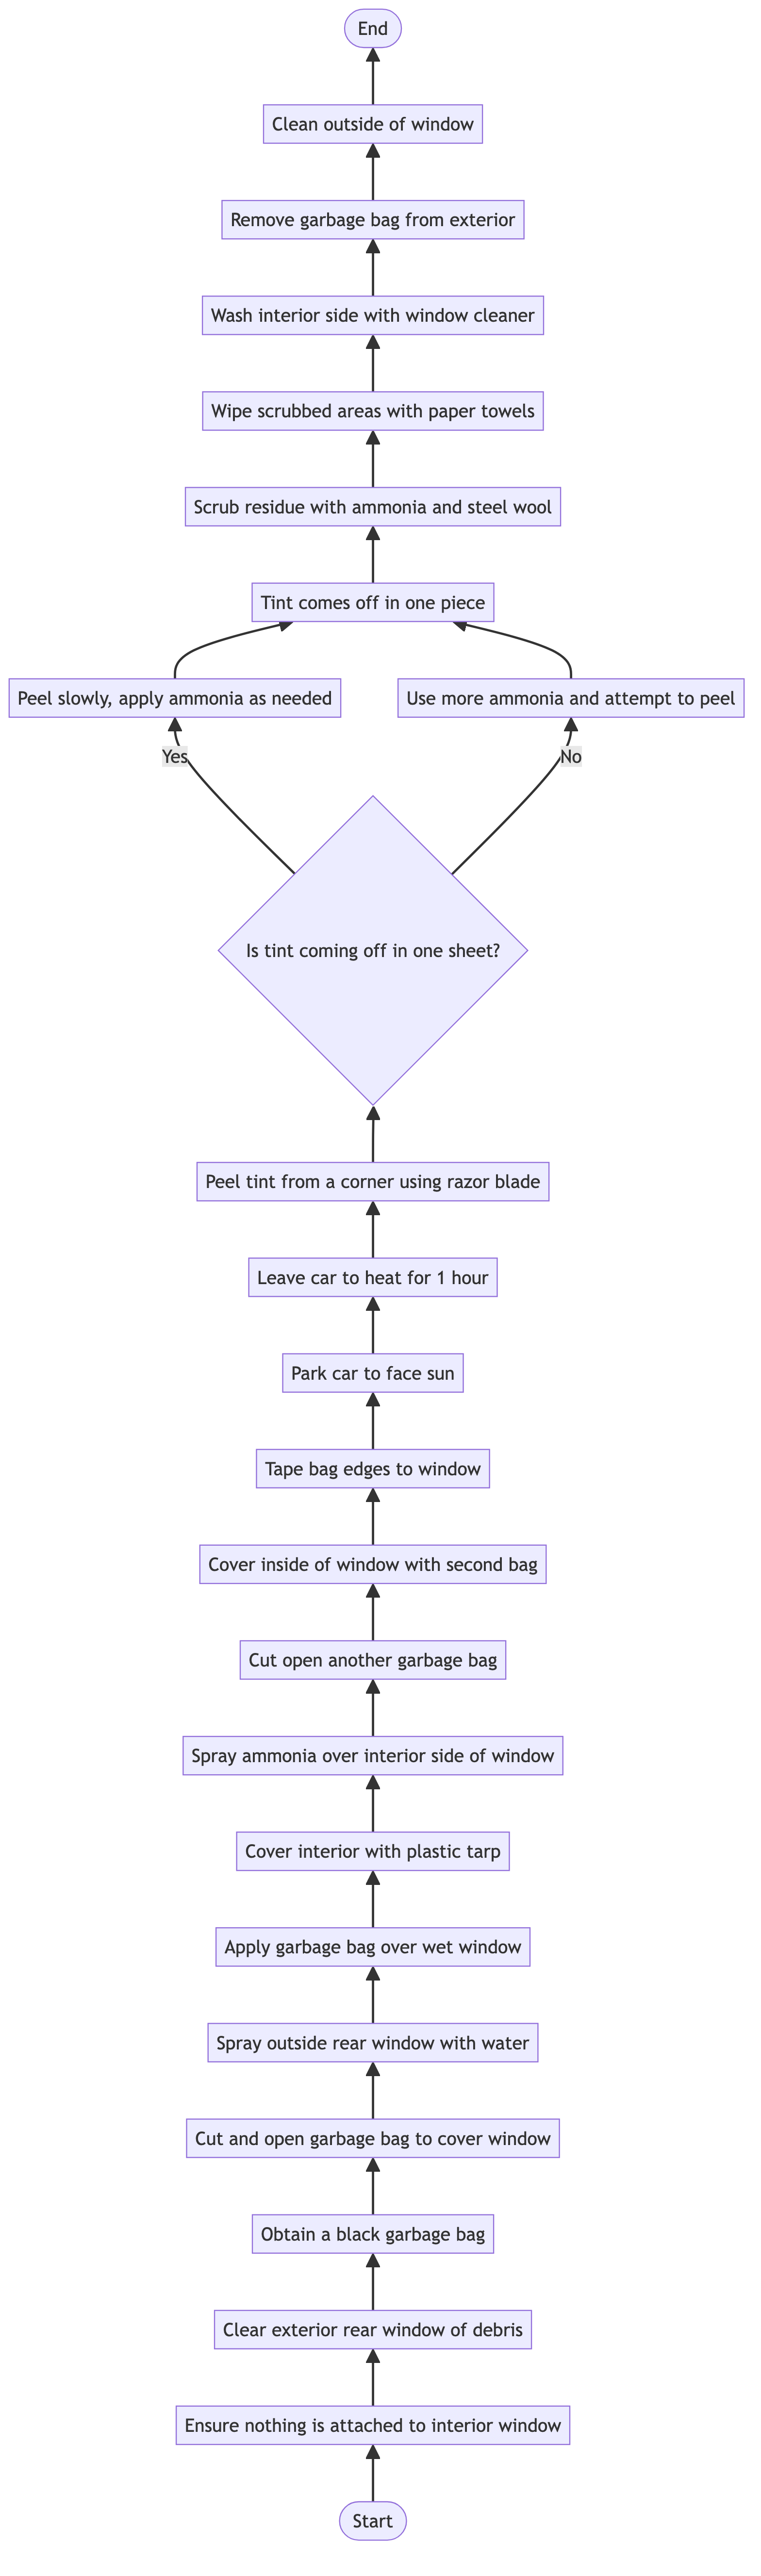 End
Clean outside of window
Remove garbage bag from exterior
Wash interior side with window cleaner
Wipe scrubbed areas with paper towels
Scrub residue with ammonia and steel wool
Tint comes off in one piece
Peel slowly, apply ammonia as needed
Use more ammonia and attempt to peel
Yes
No
Is tint coming off in one sheet?
Peel tint from a corner using razor blade
Leave car to heat for 1 hour
Park car to face sun
Tape bag edges to window
Cover inside of window with second bag
Cut open another garbage bag
Spray ammonia over interior side of window
Cover interior with plastic tarp
Apply garbage bag over wet window
Spray outside rear window with water
Cut and open garbage bag to cover window
Obtain a black garbage bag
Clear exterior rear window of debris
Ensure nothing is attached to interior window
Start